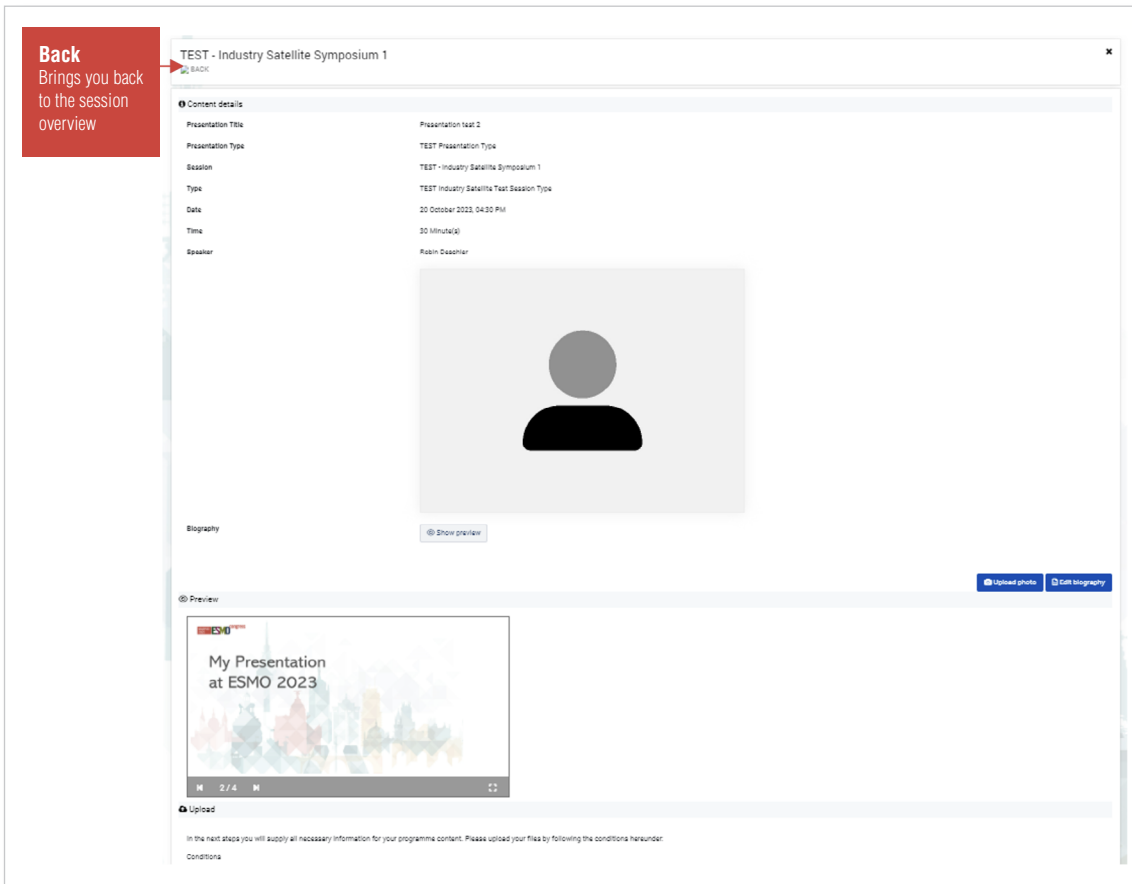 Back
Brings you back
to the session
overview
TEST - Industry Satellite Symposium 1
BACK
Content details
Presentation Title Presentation test 2
Presentation Type TEST Presentation Type
Session TEST - Industry Satellite Symposium 1
Type TEST Industry Satellite Test Session Type
Date 20 October 2023, 04:30 PM
Time 30 Minute(s)
Speaker Robin
Biography Show preview
Upload photo Edit biography
Preview
ESMO congress
My Presentation
at ESMO 2023
2/4
Upload
In the next steps you will supply all necessary information for your programme content. Please upload your files by following the conditions hereunder.
Conditions